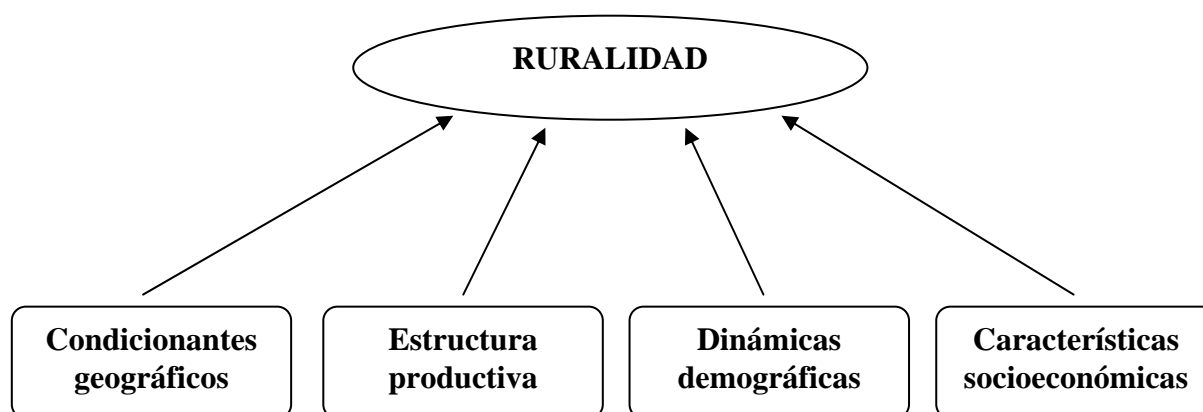 RURALIDAD
Condicionantes
geográficos
Estructura
productiva
Dinámicas
demográficas
Características
socioeconómicas